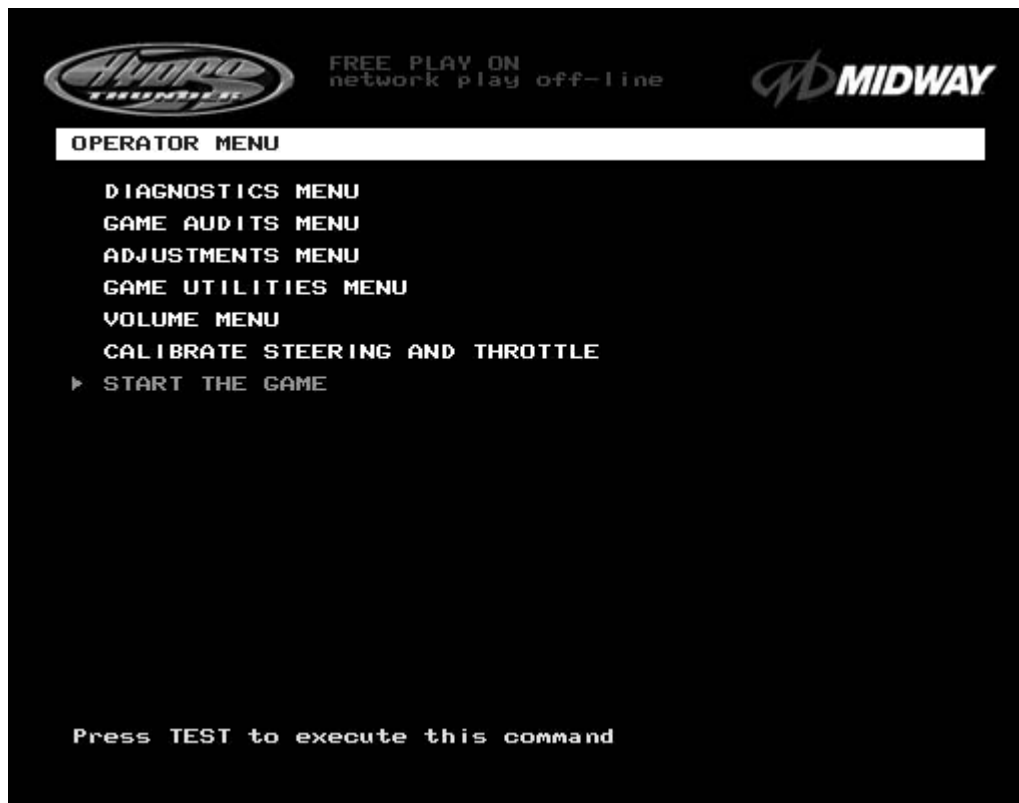 HYDRO
THUNDER
FREE PLAY ON
network play off-line
MIDWAY
OPERATOR MENU
DIAGNOSTICS MENU
GAME AUDITS MENU
ADJUSTMENTS MENU
GAME UTILITIES MENU
VOLUME MENU
CALIBRATE STEERING AND THROTTLE
START THE GAME
Press TEST to execute this command